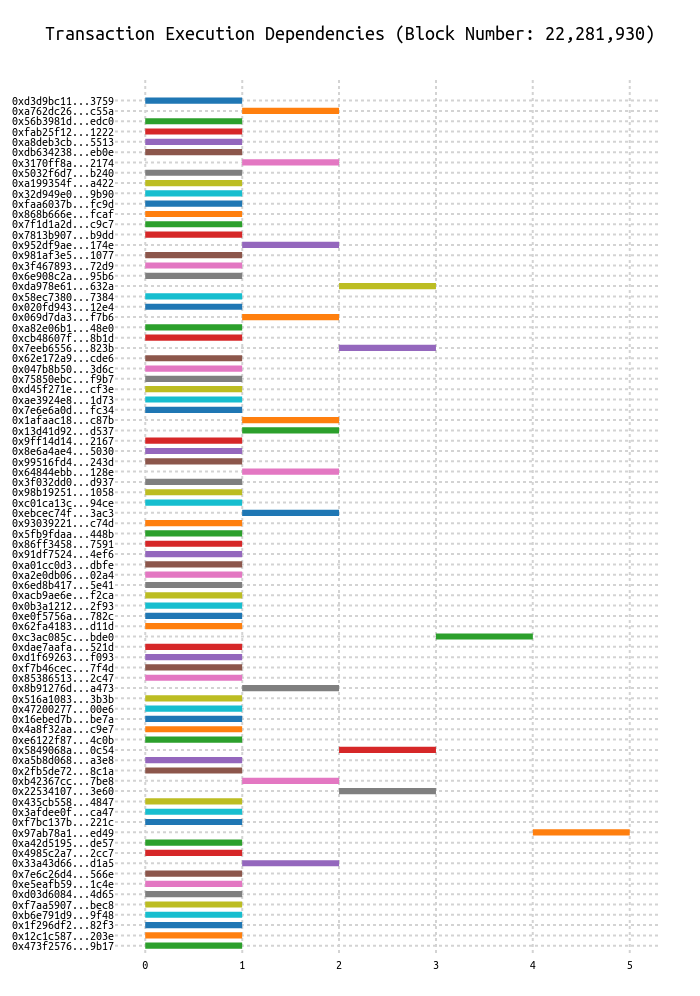 Transaction Execution Dependencies (Block Number: 22,281,930)
0xd3d9bc11...3759
0xa762dc26...c55a
0x56b3981d...edc0
0xfab25f12...1222
0xa8deb3cb...5513
0xdb634238...eb0e
0x3170ff8a...2174
0x5032f6d7...b240
0xa199354f...a422
0x32d949e0...9b90
0xfaa6037b...fc9d
0x868b666e...fcaf
0x7f1d1a2d...c9c7
0x7813b907...b9dd
0x952df9ae...174e
0x981af3e5...1077
0x3f467893...72d9
0x6e908c2a...95b6
0xda978e61...632a
0x58ec7380...7384
0x020fd943...12e4
0x069d7da3...f7b6
0xa82e06b1...48e0
0xcb48607f...8b1d
0x7eeb6556...823b
0x62e172a9...cde6
0x047b8b50...3d6c
0x75850ebc...f9b7
0xd45f271e...cf3e
0xae3924e8...1d73
0x7e6e6a0d...fc34
0x1afaac18...c87b
0x13d41d92...d537
0x9ff14d14...2167
0x8e6a4ae4...5030
0x99516fd4...243d
0x64844ebb...128e
0x3f032dd0...d937
0x98b19251...1058
0xc01ca13c...94ce
0xebcec74f...3ac3
0x93039221...c74d
0x5fb9fdaa...448b
0x86ff3458...7591
0x91df7524...4ef6
0xa01cc0d3...dbfe
0xa2e0db06...02a4
0x6ed8b417...5e41
0xacb9ae6e...f2ca
0x0b3a1212...2f93
0xe0f5756a...782c
0x62fa4183...d11d
0xc3ac085c...bde0
0xdae7aafa...521d
0xd1f69263...f093
0xf7b46cec...7f4d
0x85386513...2c47
0x8b91276d...a473
0x516a1083...3b3b
0x47200277...00e6
0x16ebed7b...be7a
0x4a8f32aa...c9e7
0xe6122f87...4c0b
0x5849068a...0c54
0xa5b8d068...a3e8
0x2fb5de72...8c1a
0xb42367cc...7be8
0x22534107...3e60
0x435cb558...4847
0x3afdee0f...ca47
0xf7bc137b...221c
0x97ab78a1...ed49
0xa42d5195...de57
0x4985c2a7...2cc7
0x33a43d66...d1a5
0x7e6c26d4...566e
0xe5eafb59...1c4e
0xd03d6084...4d65
0xf7aa5907...bec8
0xb6e791d9...9f48
0x1f296df2...82f3
0x12c1c587...203e
0x473f2576...9b17
0 1 2 3 4 5